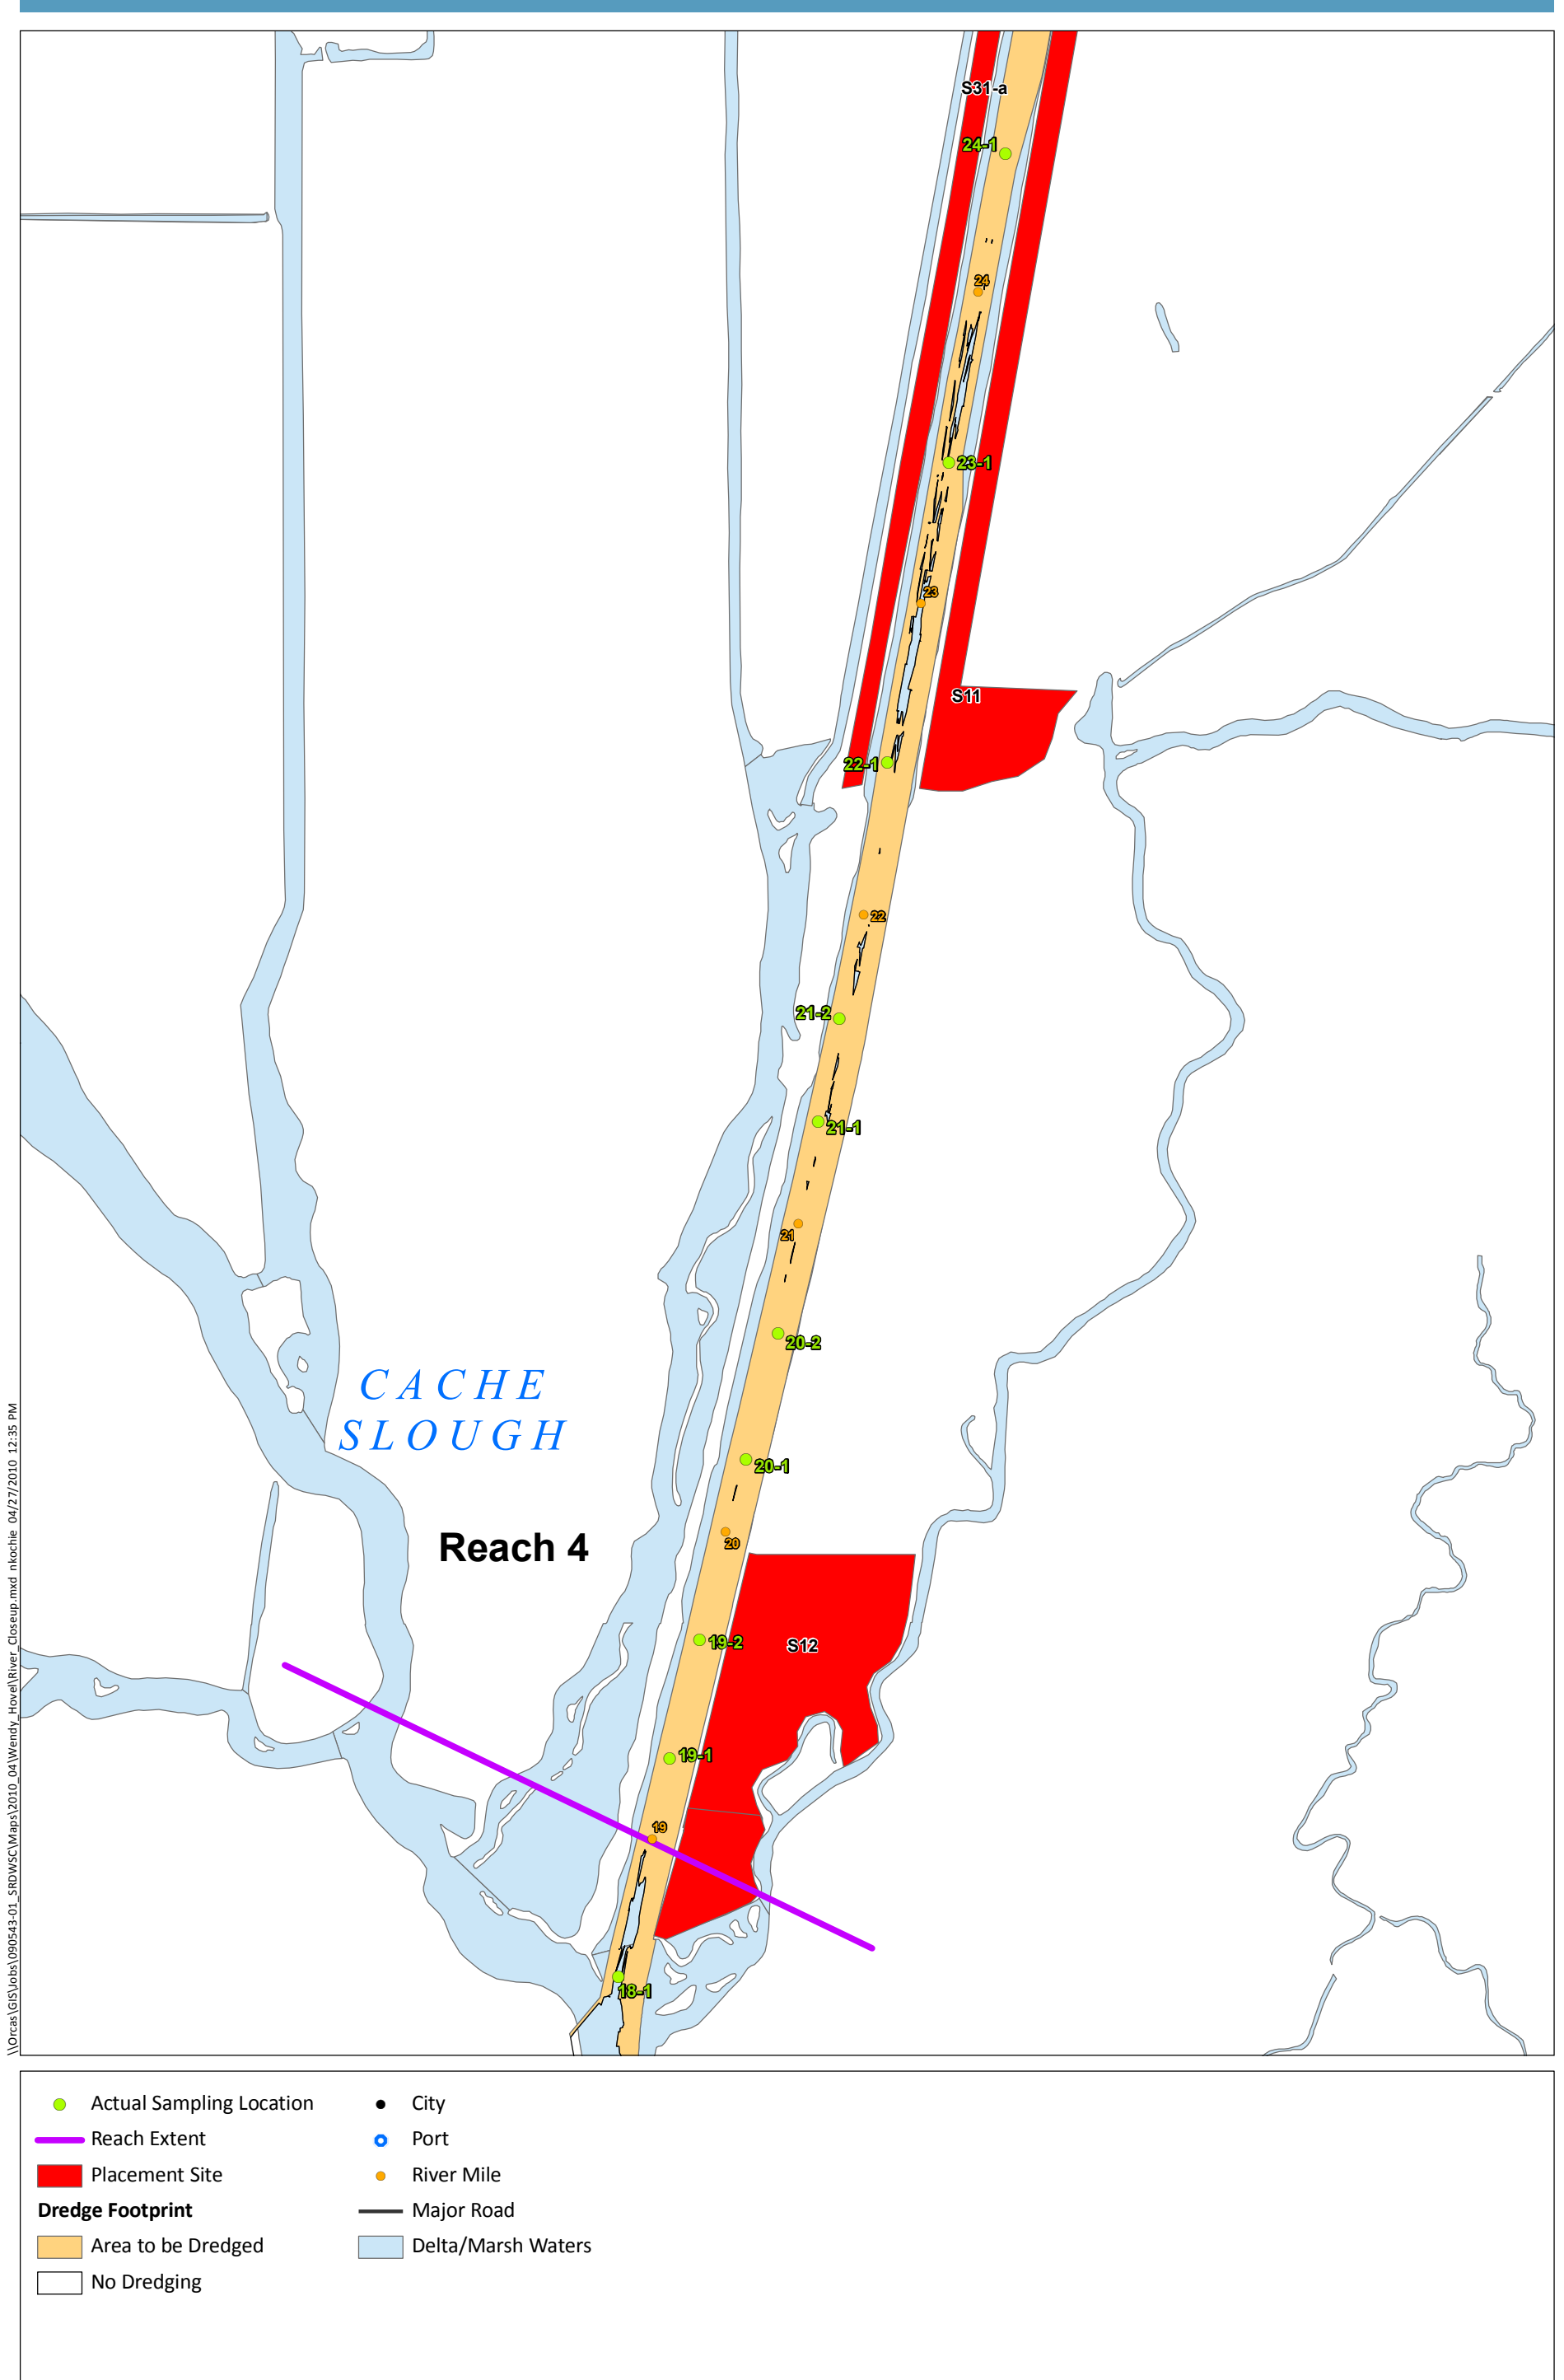 S31-a
24-1
24
23-1
23
S11
22-1
22
21-2
21-1
21
20-2
CACHE
SLOUGH
20-1
20
Reach 4
S12
19-2
19-1
19
18-1
\\Orcas\GIS\Jobs\090543-01_SRDWSC\Maps\2010_04\Wendy_Hovel\River_Closeup.mxd nkochie 04/27/2010 12:35 PM
Actual Sampling Location
Reach Extent
Placement Site
Dredge Footprint
Area to be Dredged
No Dredging
City
Port
River Mile
Major Road
Delta/Marsh Waters